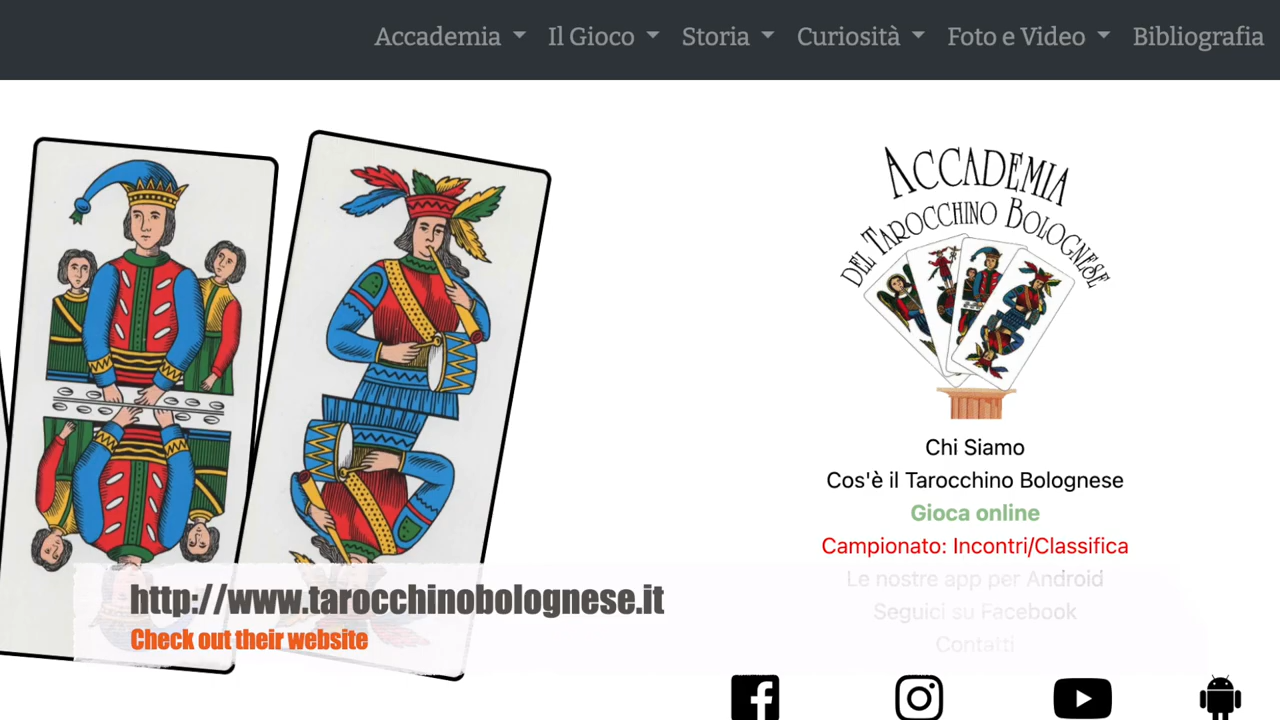 Accademia Il Gioco Storia Curiosità Foto e Video Bibliografia
ACCADEMIA
DEL TAROCCHINO BOLOGNESE
Chi Siamo
Cos'è il Tarocchino Bolognese
Gioca online
Campionato: Incontri/Classifica
Le nostre app per Android
Seguici su Facebook
Contatti
http://www.tarocchinobolognese.it
Check out their website